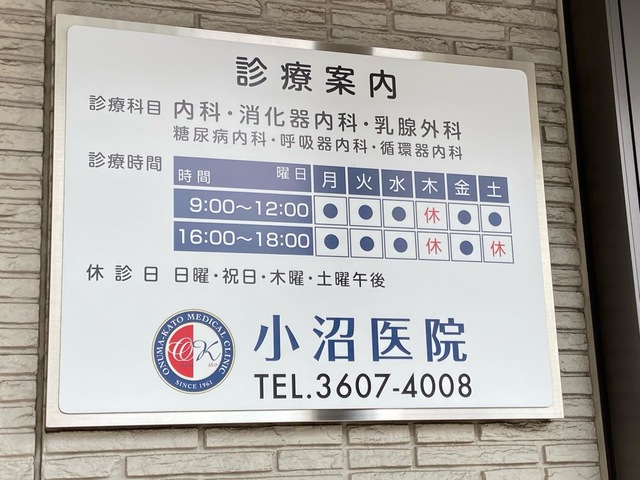 診療案内
診療科目 内科・消化器内科・乳腺外科
糖尿病内科・呼吸器内科・循環器内科
診療時間
時間 曜日 月 火 水 木 金 土
9:00～12:00 ● ● ● 休 ● ●
16:00～18:00 ● ● ● 休 ● 休
休診日 日曜・祝日・木曜・土曜午後
ONUMA-KATO MEDICAL CLINIC
OK
SINCE 1961
小沼医院
TEL.3607-4008